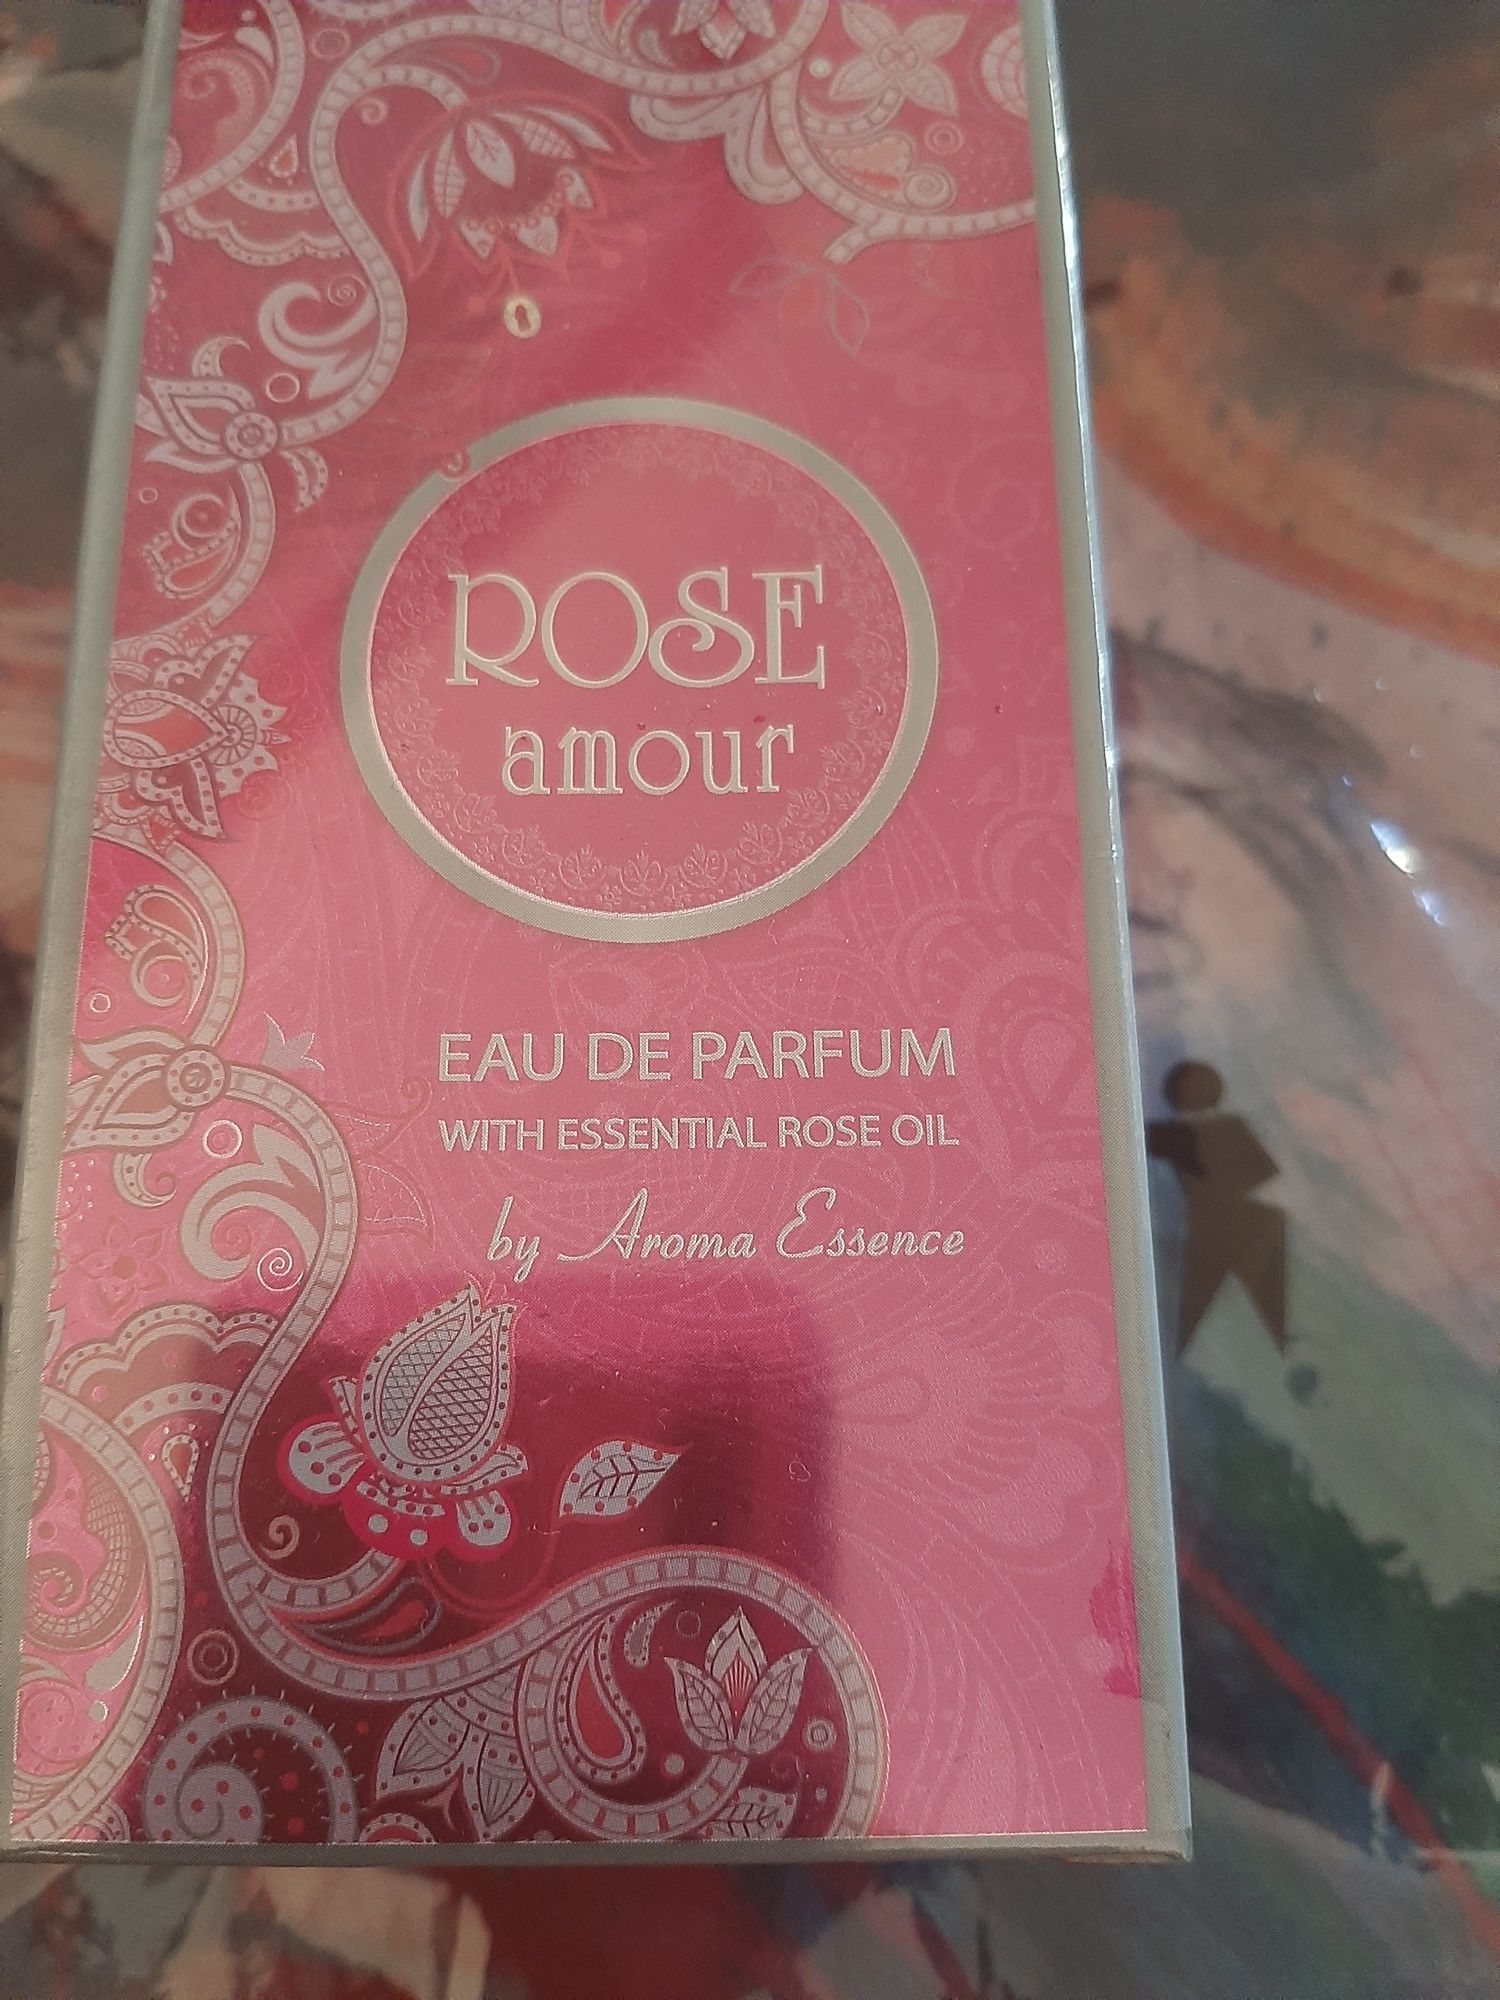 ROSE
amour
EAU DE PARFUM
WITH ESSENTIAL ROSE OIL
by Aroma Essence